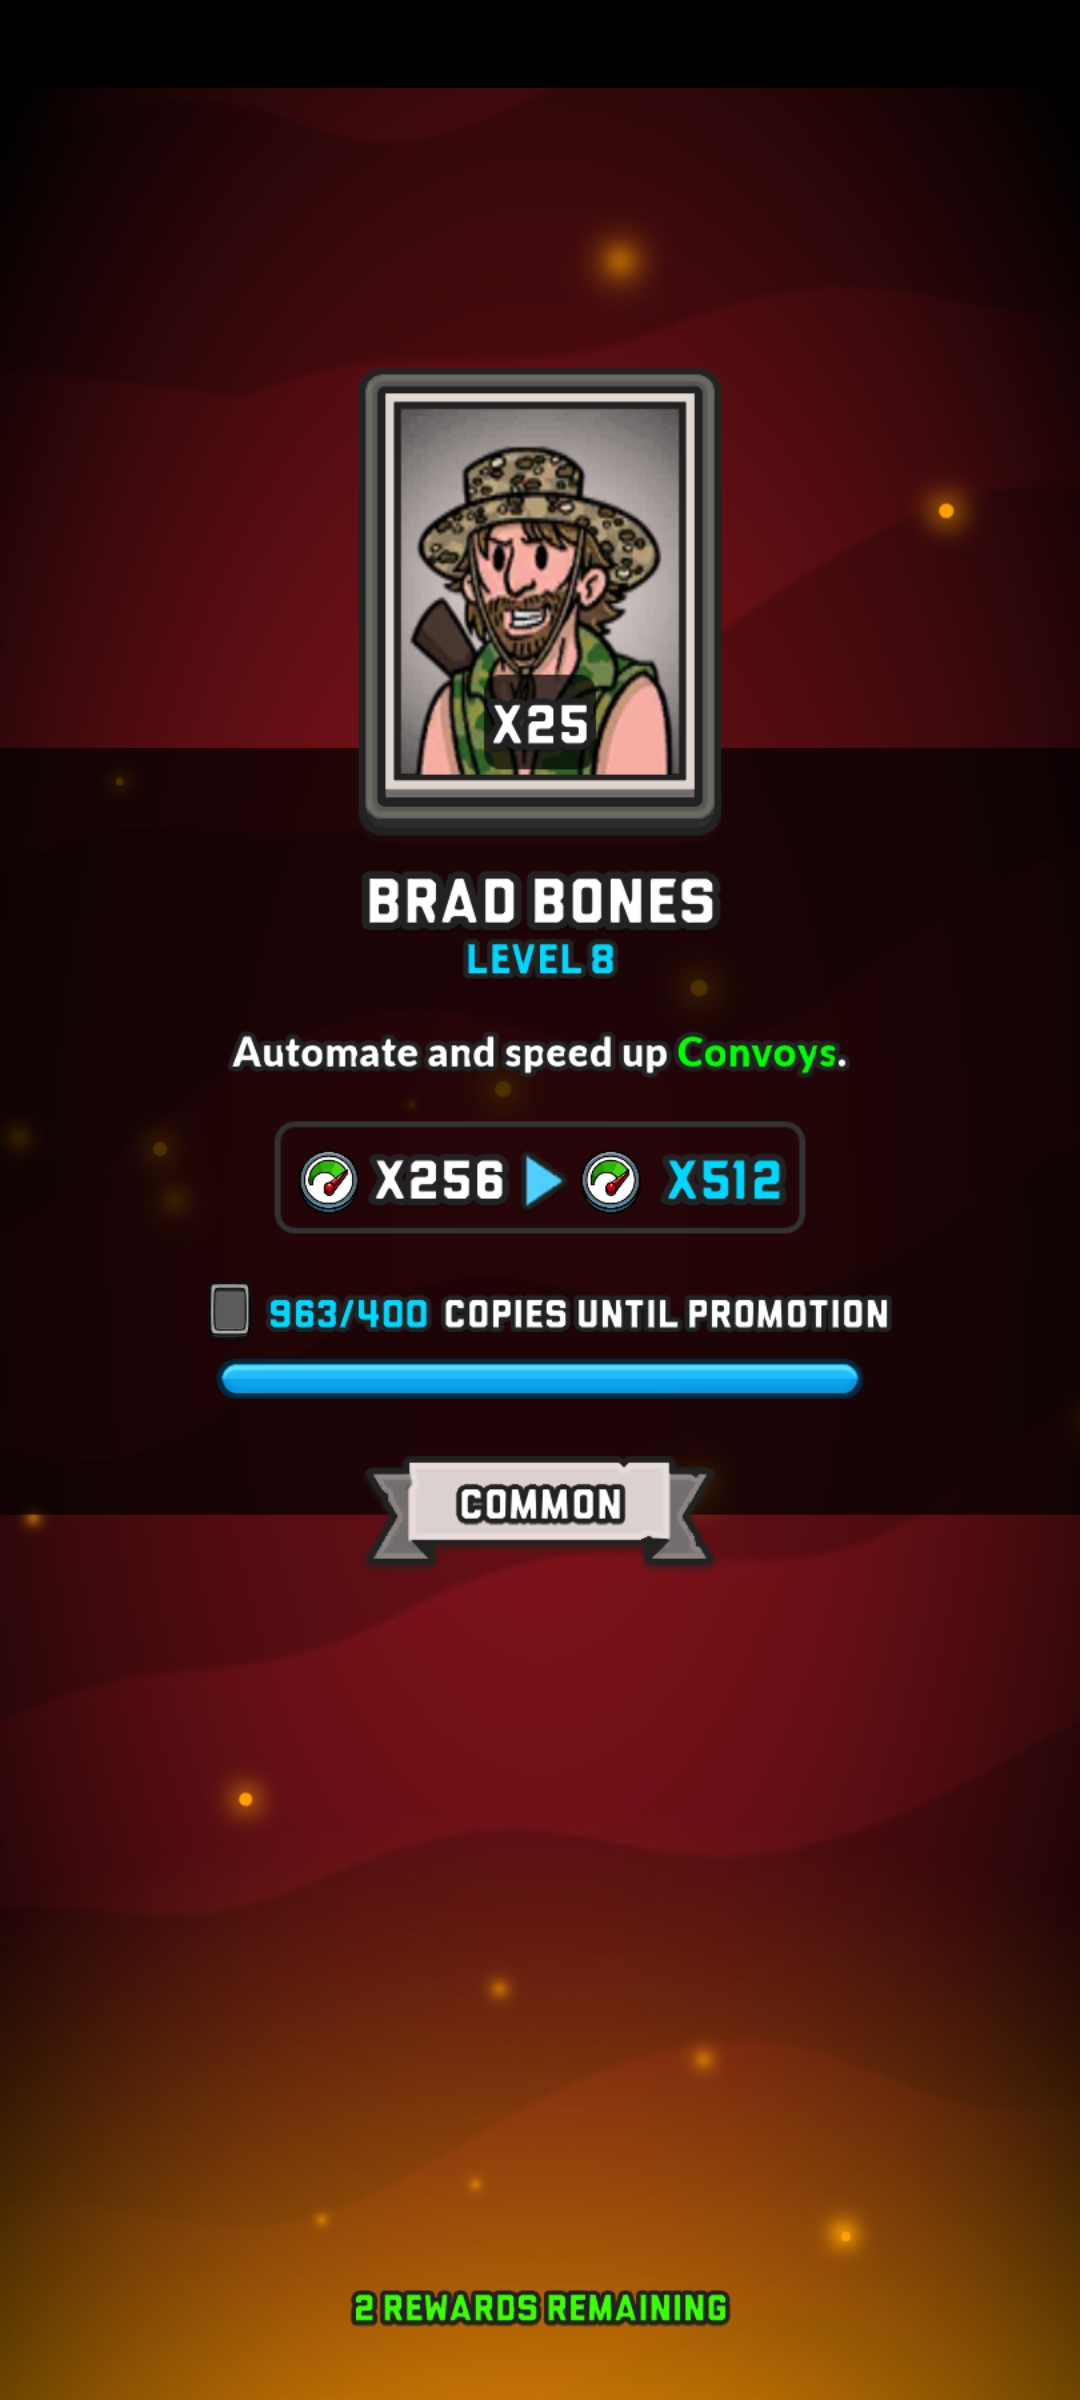 X25
BRAD BONES
LEVEL 8
Automate and speed up Convoys.
X256 X512
963/400 COPIES UNTIL PROMOTION
COMMON
2 REWARDS REMAINING